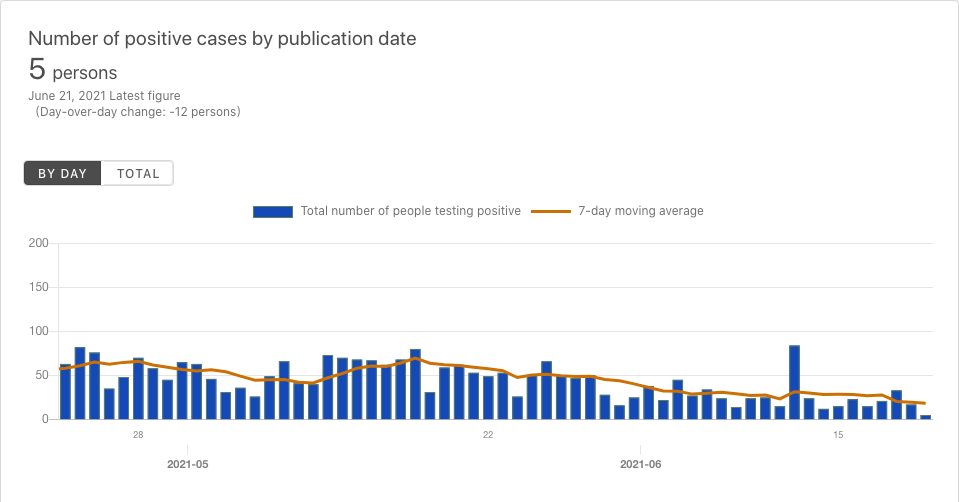 Number of positive cases by publication date
5 persons
June 21, 2021 Latest figure
(Day-over-day change: -12 persons)
BY DAY TOTAL
Total number of people testing positive 7-day moving average
200
150
100
50
0
28 22 15
2021-05 2021-06